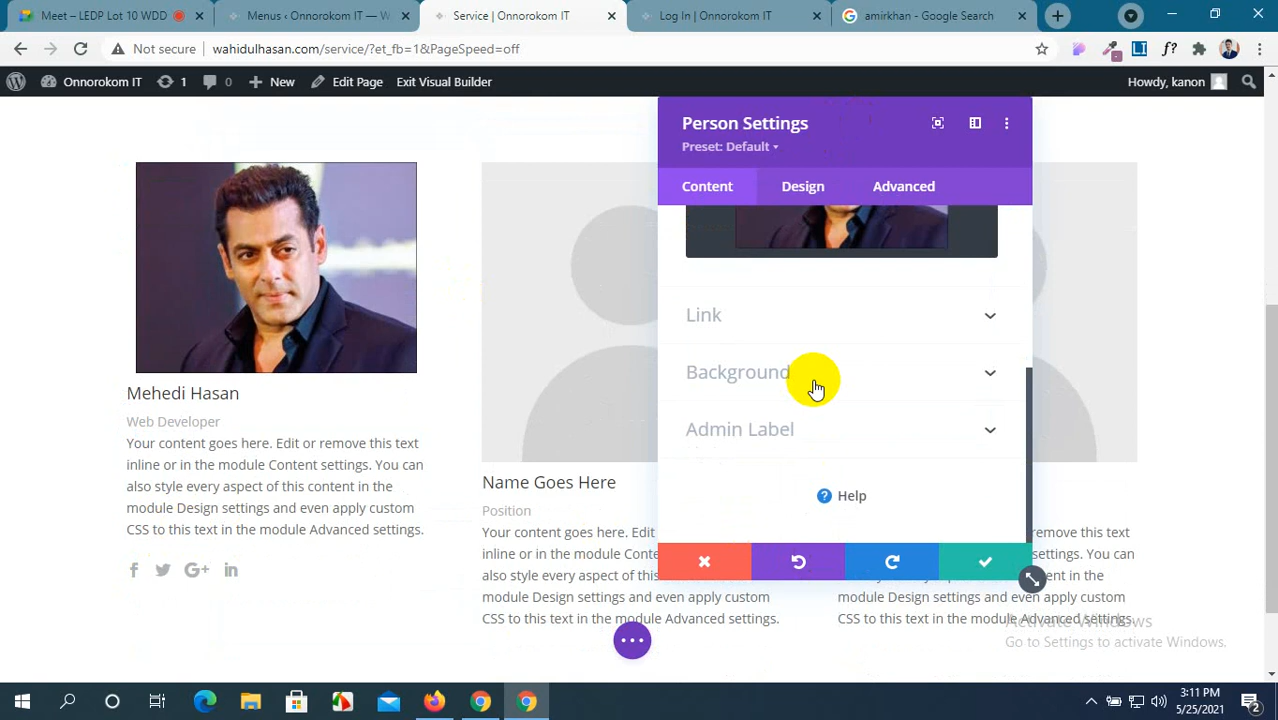 Meet – LEDP Lot 10 WDD
Menus ‹ Onnorokom IT — W
Service | Onnorokom IT
Log In | Onnorokom IT
amirkhan - Google Search
Not secure
wahidulhasan.com/service/?et_fb=1&PageSpeed=off
Onnorokom IT
1
0
New
Edit Page
Exit Visual Builder
Howdy, kanon
Person Settings
Preset: Default
Content
Design
Advanced
Link
Background
Admin Label
Help
Mehedi Hasan
Web Developer
Your content goes here. Edit or remove this text
inline or in the module Content settings. You can
also style every aspect of this content in the
module Design settings and even apply custom
CSS to this text in the module Advanced settings.
Name Goes Here
Position
Your content goes here. Edit
inline or in the module Conte
also style every aspect of this
module Design settings and even apply custom
CSS to this text in the module Advanced settings.
remove this text
settings. You can
ent in the
module Design settings and even apply custom
CSS to this text in the module Advanced settings.
Activate Windows
Go to Settings to activate Windows.
3:11 PM
5/25/2021
2